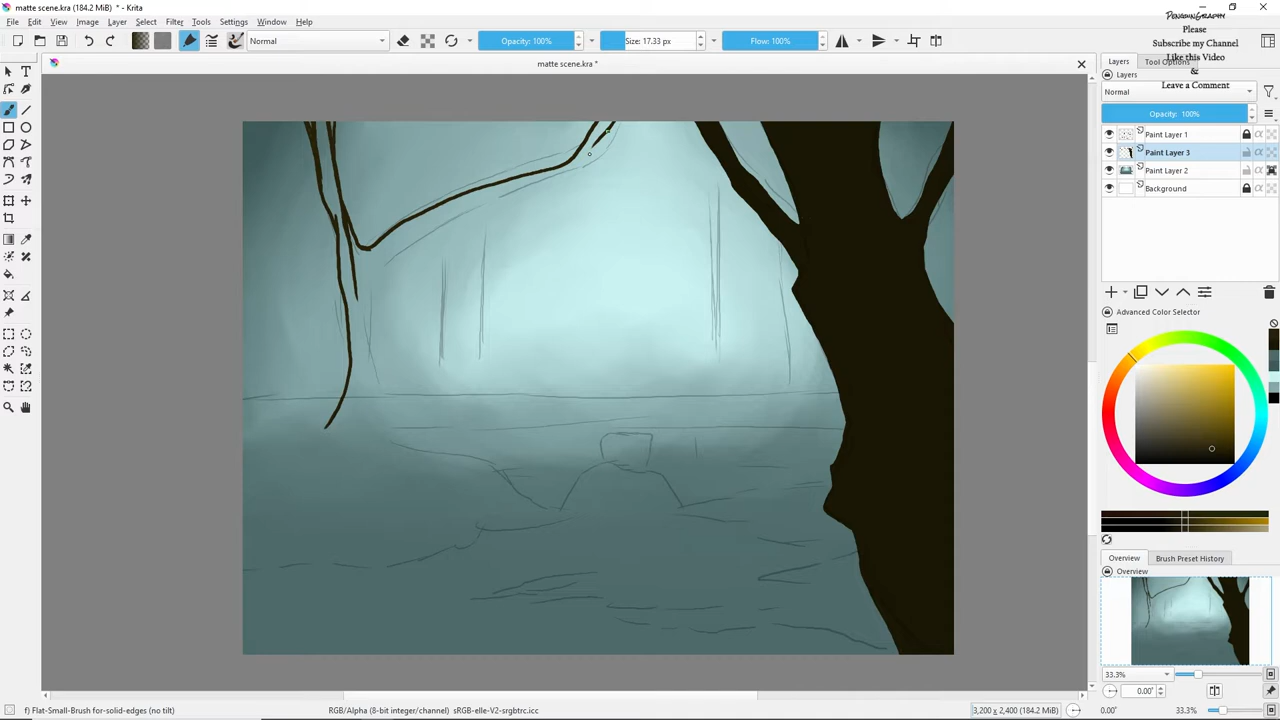 matte scene.kra (184.2 MiB) * - Krita
File Edit View Image Layer Select Filter Tools Settings Window Help
PenguinGraphy
Please
Subscribe my Channel
Like this Video
&
Leave a Comment
Normal
Opacity: 100%
Size: 17.33 px
Flow: 100%
matte scene.kra *
Layers
Tool Options
Layers
Normal
Opacity: 100%
Paint Layer 1
Paint Layer 3
Paint Layer 2
Background
Advanced Color Selector
Overview
Brush Preset History
Overview
33.3%
0.00°
f) Flat-Small-Brush for-solid-edges (no tilt)
RGB/Alpha (8-bit integer/channel) sRGB-elle-V2-srgbtrc.icc
3,200 x 2,400 (184.2 MiB)
0.00°
33.3%